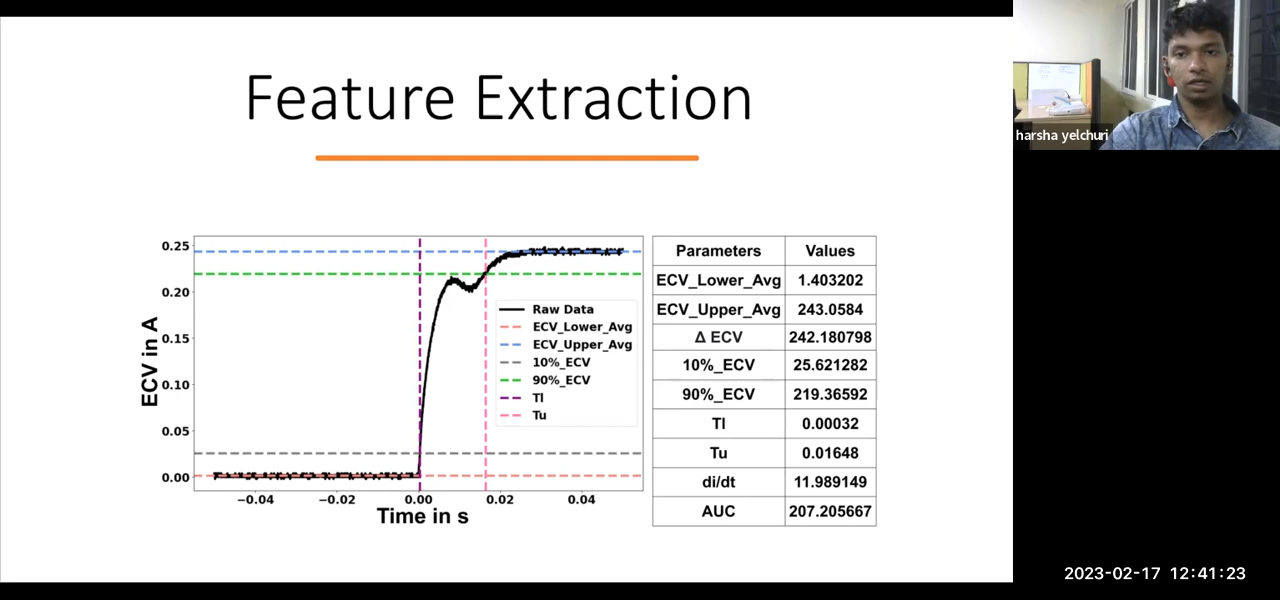 Feature Extraction
harsha yelchuri
ECV in A
0.25
0.20
0.15
0.10
0.05
0.00
−0.04
−0.02
0.00
0.02
0.04
Time in s
Raw Data
ECV_Lower_Avg
ECV_Upper_Avg
10%_ECV
90%_ECV
Tl
Tu
Parameters Values
ECV_Lower_Avg 1.403202
ECV_Upper_Avg 243.0584
Δ ECV 242.180798
10%_ECV 25.621282
90%_ECV 219.36592
Tl 0.00032
Tu 0.01648
di/dt 11.989149
AUC 207.205667
2023-02-17 12:41:23